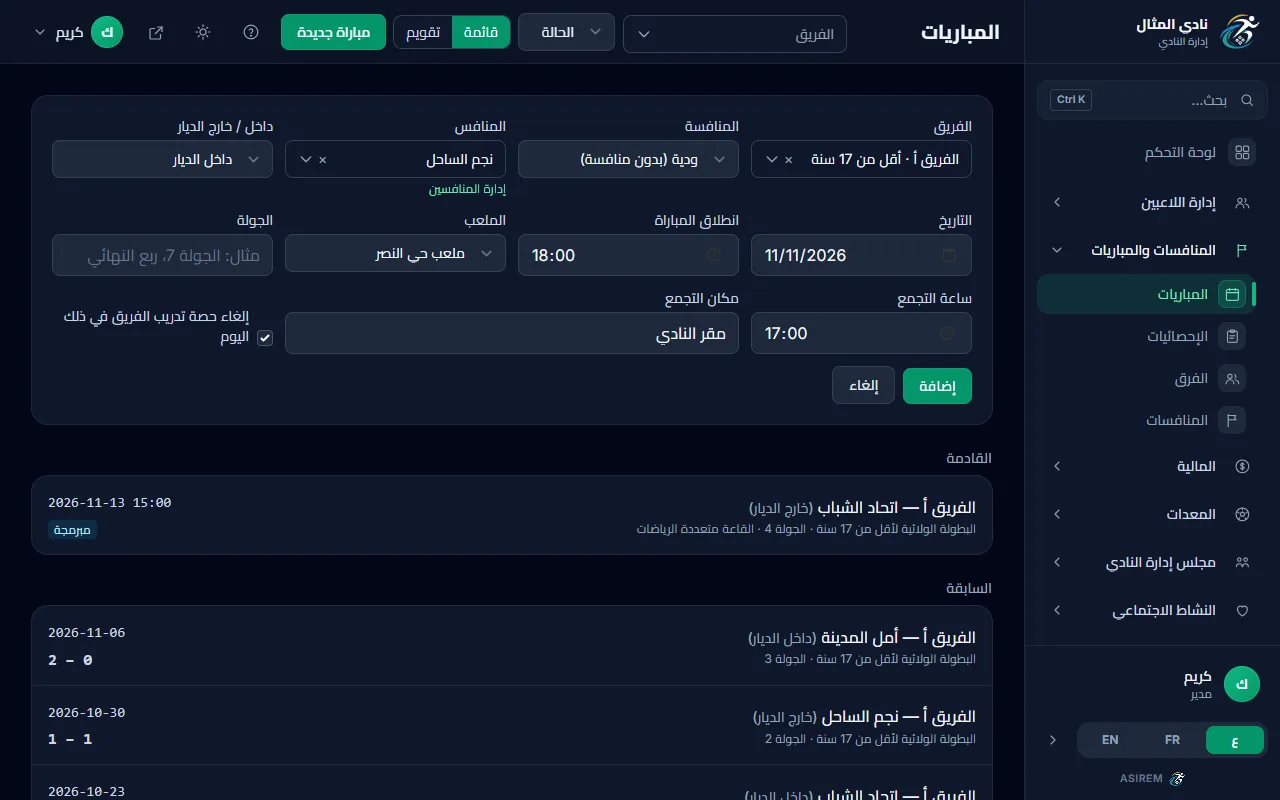 نادي المثال
إدارة النادي
بحث...
Ctrl K
لوحة التحكم
إدارة اللاعبين
المنافسات والمباريات
المباريات
الإحصائيات
الفرق
المنافسات
المالية
المعدات
مجلس إدارة النادي
النشاط الاجتماعي
ك
كريم
مدير
ع
FR
EN
ASIREM
المباريات
الفريق
الحالة
قائمة
تقويم
مباراة جديدة
ك
كريم
الفريق
المنافسة
المنافس
داخل / خارج الديار
الفريق أ · أقل من 17 سنة ×
ودية (بدون منافسة)
نجم الساحل ×
داخل الديار
إدارة المنافسين
التاريخ
انطلاق المباراة
الملعب
الجولة
11/11/2026
18:00
ملعب حي النصر
مثال: الجولة 7، ربع النهائي
ساعة التجمع
مكان التجمع
17:00
مقر النادي
إلغاء حصة تدريب الفريق في ذلك
اليوم
إضافة
إلغاء
القادمة
الفريق أ — اتحاد الشباب (خارج الديار)
2026-11-13 15:00
البطولة الولائية لأقل من 17 سنة · الجولة 4 · القاعة متعددة الرياضات
مبرمجة
السابقة
الفريق أ — أمل المدينة (داخل الديار)
2026-11-06
البطولة الولائية لأقل من 17 سنة · الجولة 3
2 – 0
الفريق أ — نجم الساحل (خارج الديار)
2026-10-30
البطولة الولائية لأقل من 17 سنة · الجولة 2
1 – 1
الفريق أ — اتحاد الشباب (داخل الديار)
2026-10-23